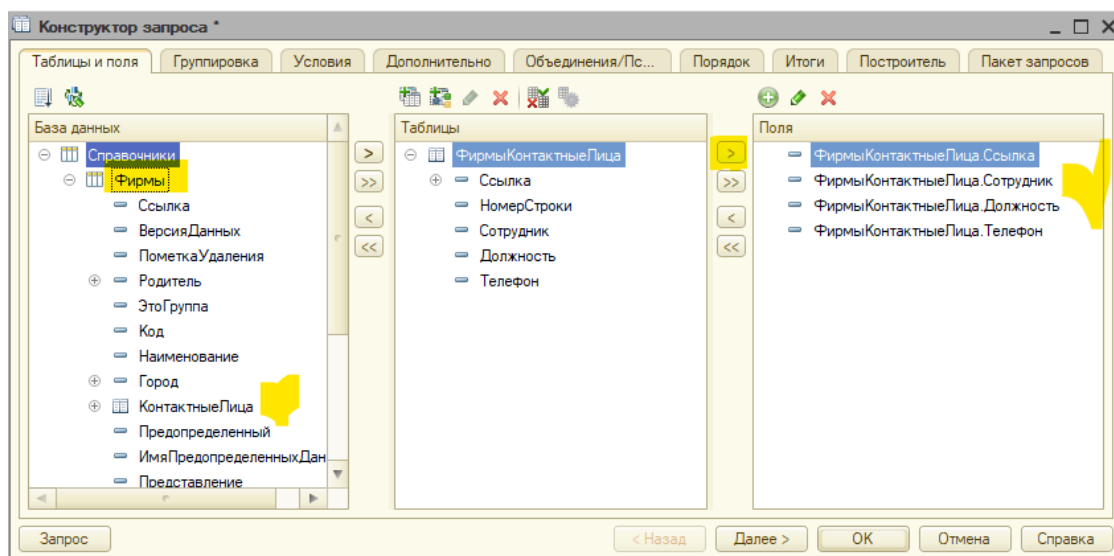 Конструктор запроса *
Таблицы и поля Группировка Условия Дополнительно Объединения/Пс... Порядок Итоги Построитель Пакет запросов
База данных
Справочники
Фирмы
Ссылка
ВерсияДанных
ПометкаУдаления
Родитель
ЭтоГруппа
Код
Наименование
Город
КонтактныеЛица
Предопределенный
ИмяПредопределенныхДан
Представление
> >> < <<
Таблицы
ФирмыКонтактныеЛица
Ссылка
НомерСтроки
Сотрудник
Должность
Телефон
> >> < <<
Поля
ФирмыКонтактныеЛица.Ссылка
ФирмыКонтактныеЛица.Сотрудник
ФирмыКонтактныеЛица.Должность
ФирмыКонтактныеЛица.Телефон
Запрос < Назад Далее > OK Отмена Справка